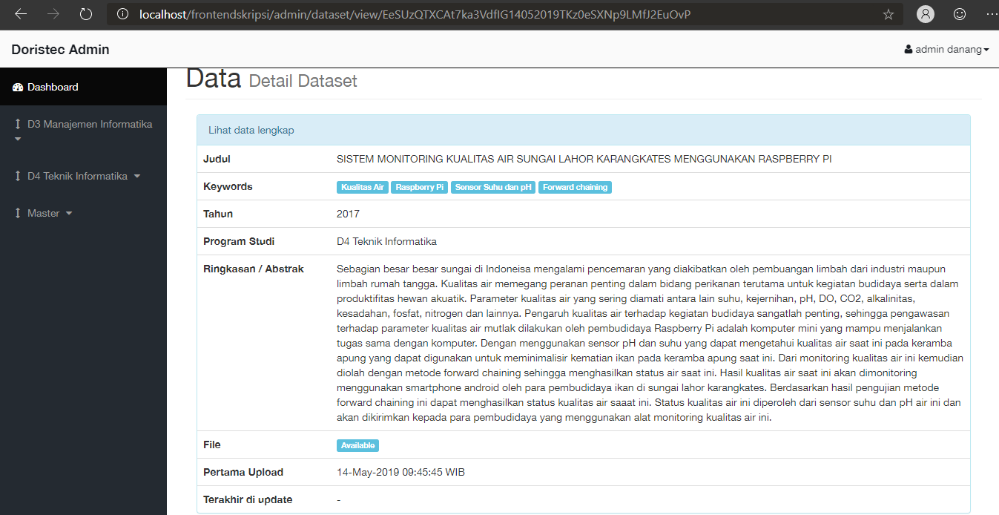 localhost/frontendskripsi/admin/dataset/view/EeSUzQTXCAt7ka3VdfIG14052019TKz0eSXNp9LMfJ2EuOvP
Doristec Admin
admin danang
Dashboard
D3 Manajemen Informatika
D4 Teknik Informatika
Master
Data Detail Dataset
Lihat data lengkap
Judul SISTEM MONITORING KUALITAS AIR SUNGAI LAHOR KARANGKATES MENGGUNAKAN RASPBERRY PI
Keywords Kualitas Air Raspberry Pi Sensor Suhu dan pH Forward chaining
Tahun 2017
Program Studi D4 Teknik Informatika
Ringkasan / Abstrak Sebagian besar besar sungai di Indoneisa mengalami pencemaran yang diakibatkan oleh pembuangan limbah dari industri maupun
limbah rumah tangga. Kualitas air memegang peranan penting dalam bidang perikanan terutama untuk kegiatan budidaya serta dalam
produktifitas hewan akuatik. Parameter kualitas air yang sering diamati antara lain suhu, kejernihan, pH, DO, CO2, alkalinitas,
kesadahan, fosfat, nitrogen dan lainnya. Pengaruh kualitas air terhadap kegiatan budidaya sangatlah penting, sehingga pengawasan
terhadap parameter kualitas air mutlak dilakukan oleh pembudidaya Raspberry Pi adalah komputer mini yang mampu menjalankan
tugas sama dengan komputer. Dengan menggunakan sensor pH dan suhu yang dapat mengetahui kualitas air saat ini pada keramba
apung yang dapat digunakan untuk meminimalisir kematian ikan pada keramba apung saat ini. Dari monitoring kualitas air ini kemudian
diolah dengan metode forward chaining sehingga menghasilkan status air saat ini. Hasil kualitas air saat ini akan dimonitoring
menggunakan smartphone android oleh para pembudidaya ikan di sungai lahor karangkates. Berdasarkan hasil pengujian metode
forward chaining ini dapat menghasilkan status kualitas air saaat ini. Status kualitas air ini diperoleh dari sensor suhu dan pH air ini dan
akan dikirimkan kepada para pembudidaya yang menggunakan alat monitoring kualitas air ini.
File Available
Pertama Upload 14-May-2019 09:45:45 WIB
Terakhir di update -